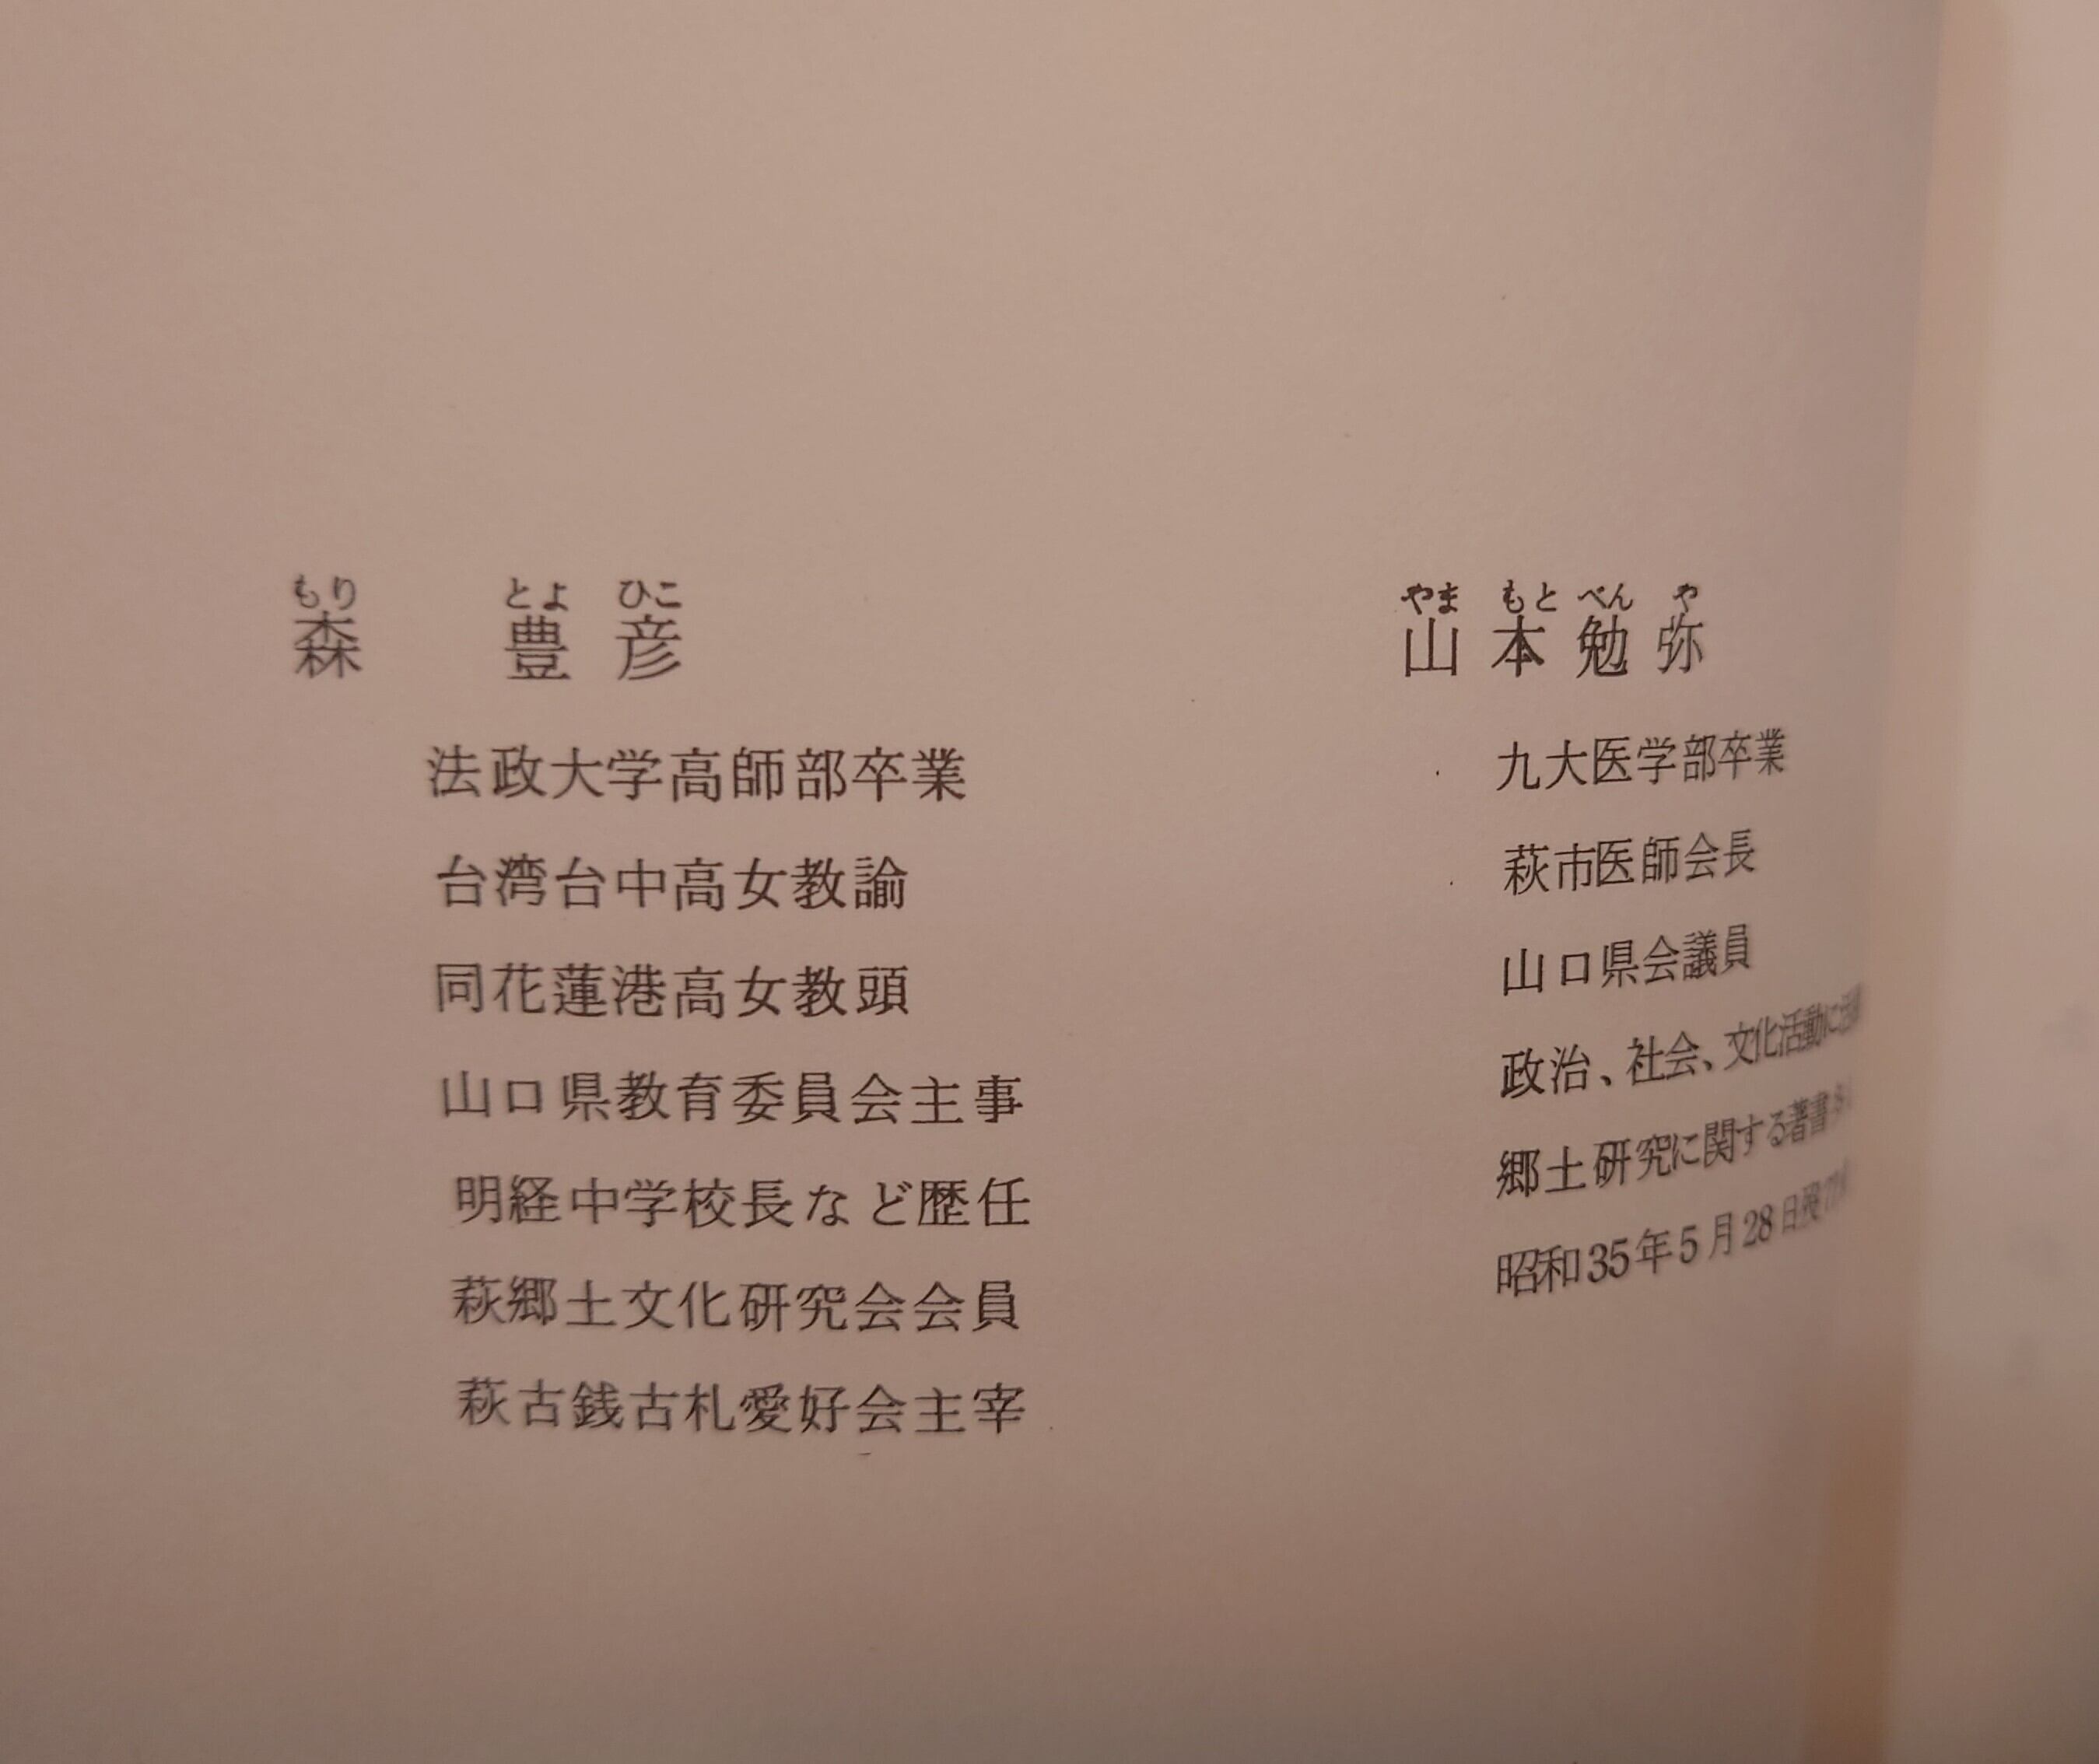 もり とよ ひこ
森 豊 彦
法政大学高師部卒業
台湾台中高女教諭
同花蓮港高女教頭
山口県教育委員会主事
明経中学校長など歴任
萩郷土文化研究会会員
萩古銭古札愛好会主宰
やま もと べん や
山本勉弥
九大医学部卒業
萩市医師会長
山口県会議員
政治、社会、文化活動に
郷土研究に関する著書
昭和35年5月28日